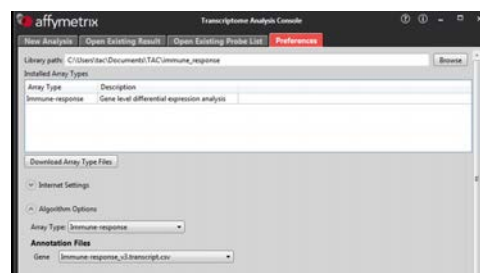 affymetrix
Transcriptome Analysis Console
New Analysis Open Existing Result Open Existing Probe List Preferences
Library path: C:\Users\tac\Documents\TAC\immune_response Browse
Installed Array Types
Array Type Description
Immune-response Gene level differential expression analysis
Download Array Type Files
Internet Settings
Algorithm Options
Array Type: Immune-response
Annotation Files
Gene Immune-response_v3.transcript.csv